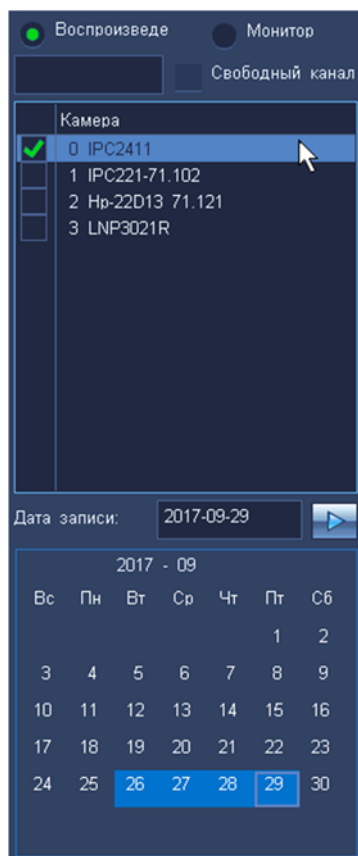 Воспроизведе Монитор
Свободный канал
Камера
0 IPC2411
1 IPC221-71.102
2 Hp-22D13 71.121
3 LNP3021R
Дата записи: 2017-09-29
2017 - 09
Вс Пн Вт Ср Чт Пт Сб
1 2
3 4 5 6 7 8 9
10 11 12 13 14 15 16
17 18 19 20 21 22 23
24 25 26 27 28 29 30